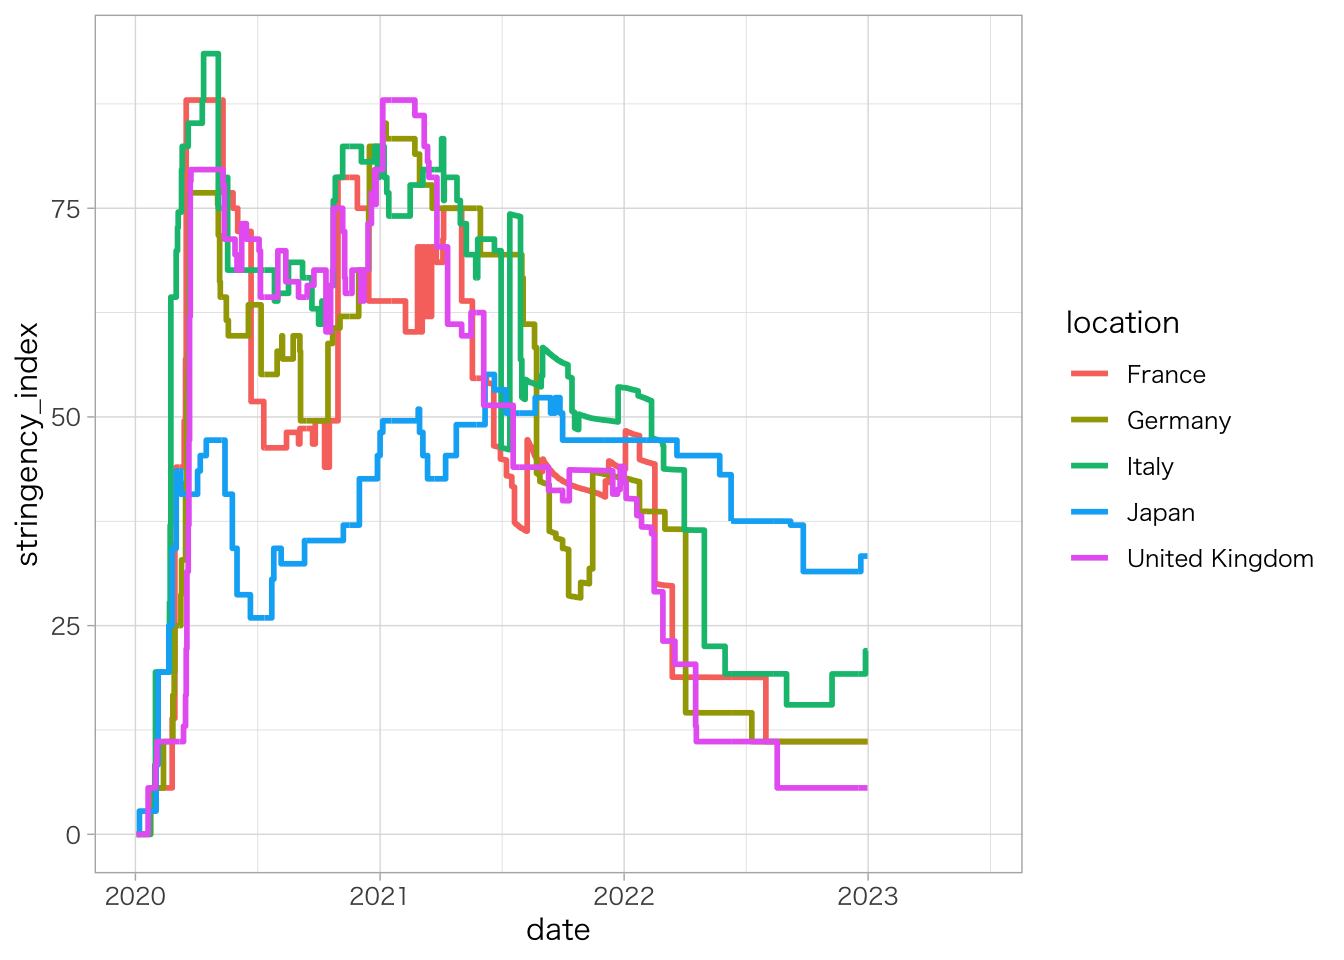 stringency_index
75
50
25
0
2020 2021 2022 2023
date
location
France
Germany
Italy
Japan
United Kingdom